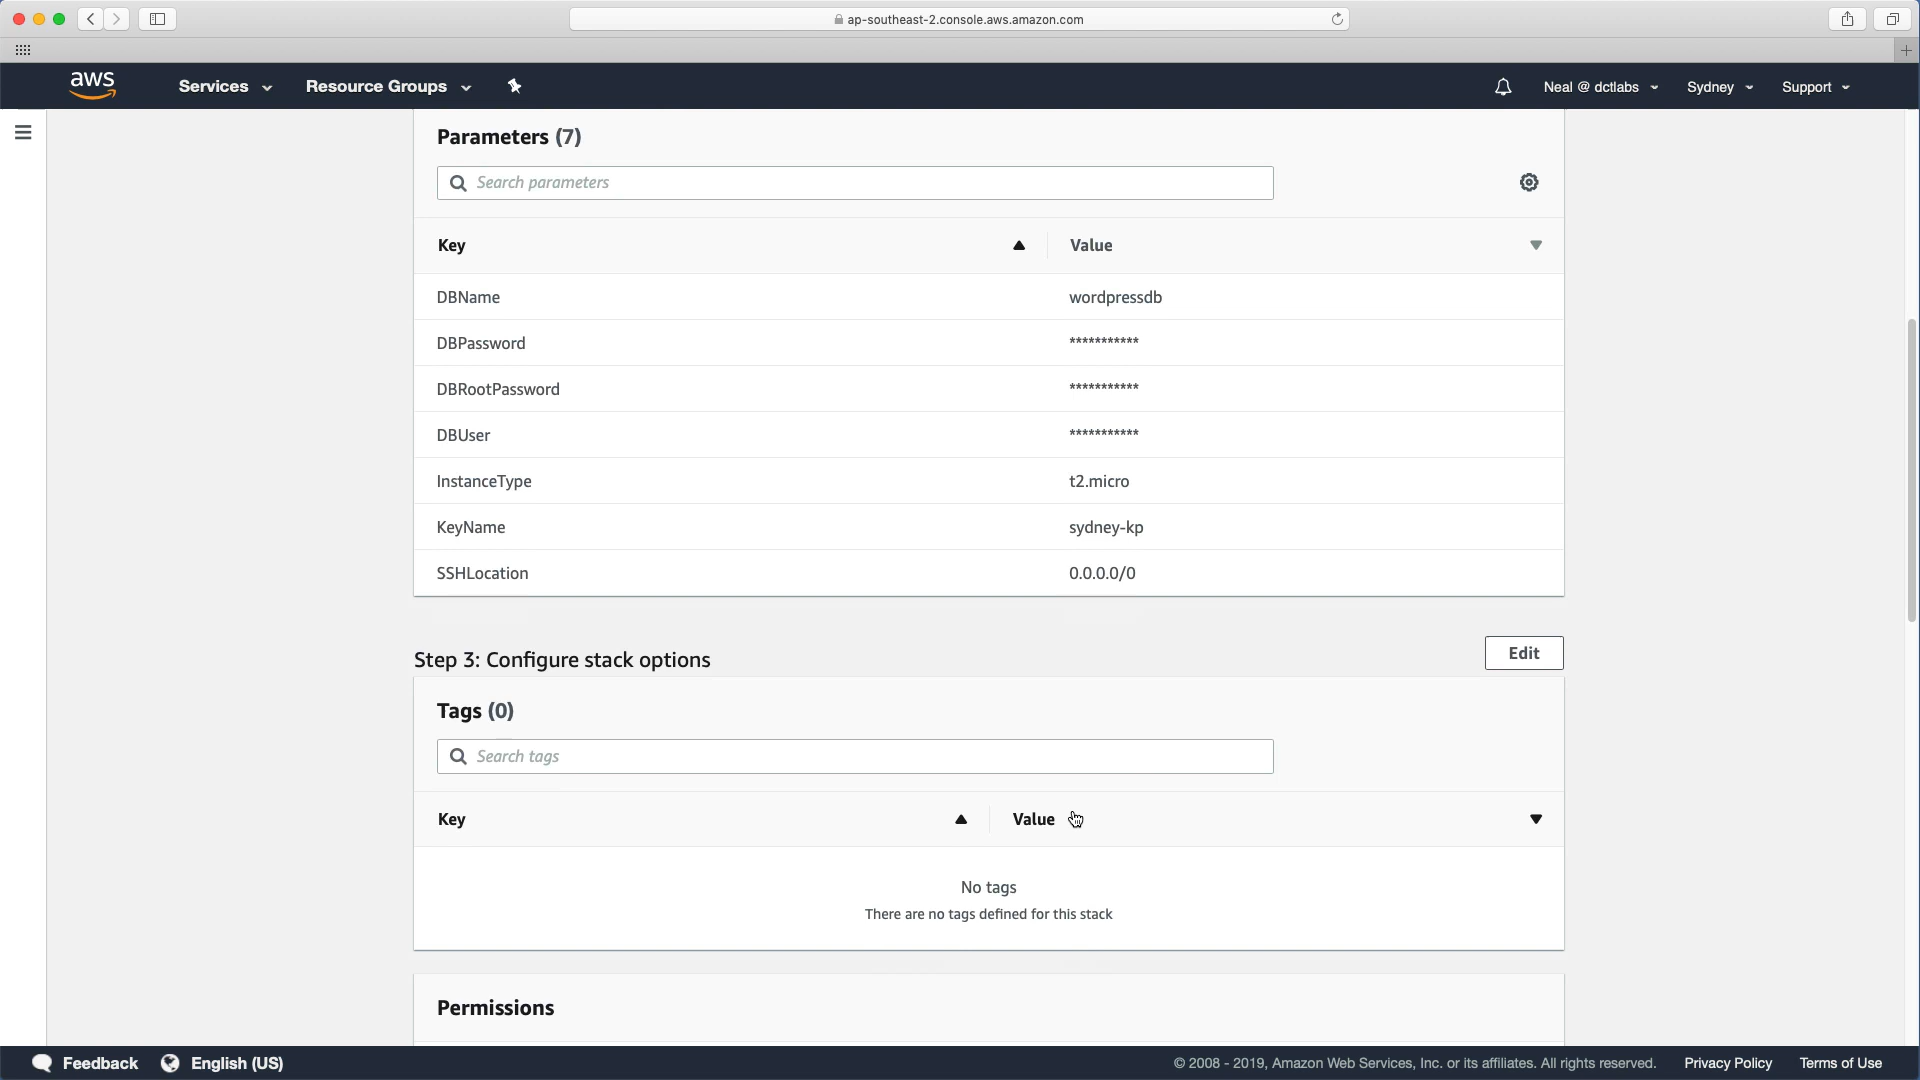 ap-southeast-2.console.aws.amazon.com
aws Services Resource Groups Neal @ dctlabs Sydney Support
Parameters (7)
Search parameters
Key Value
DBName wordpressdb
DBPassword ***********
DBRootPassword ***********
DBUser ***********
InstanceType t2.micro
KeyName sydney-kp
SSHLocation 0.0.0.0/0
Step 3: Configure stack options Edit
Tags (0)
Search tags
Key Value
No tags
There are no tags defined for this stack
Permissions
Feedback English (US) © 2008 - 2019, Amazon Web Services, Inc. or its affiliates. All rights reserved. Privacy Policy Terms of Use